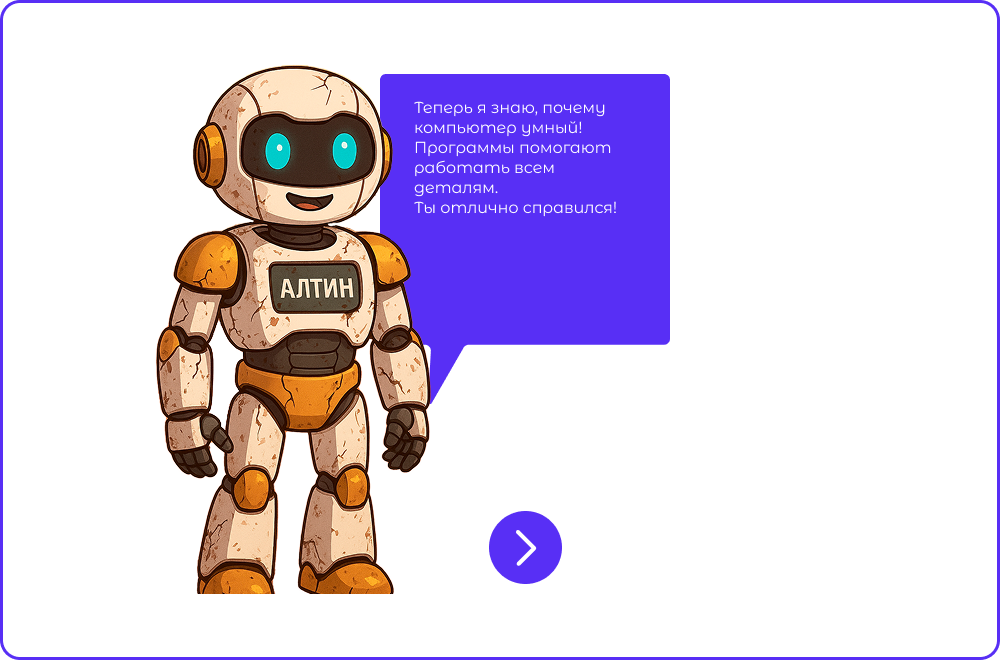 Теперь я знаю, почему
компьютер умный!
Программы помогают
работать всем
деталям.
Ты отлично справился!
АЛТИН